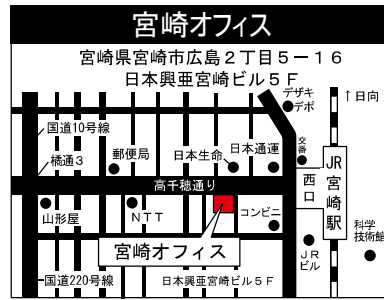 宮崎オフィス
宮崎県宮崎市広島2丁目5-16
日本興亜宮崎ビル5F
デザキ
デポ
↑日向
国道10号線
橘通3
郵便局
日本生命
日本通運
交番
JR宮崎駅
西口
高千穂通り
山形屋
NTT
コンビニ
宮崎オフィス
科学
技術館
JR
ビル
国道220号線
日本興亜宮崎ビル5F